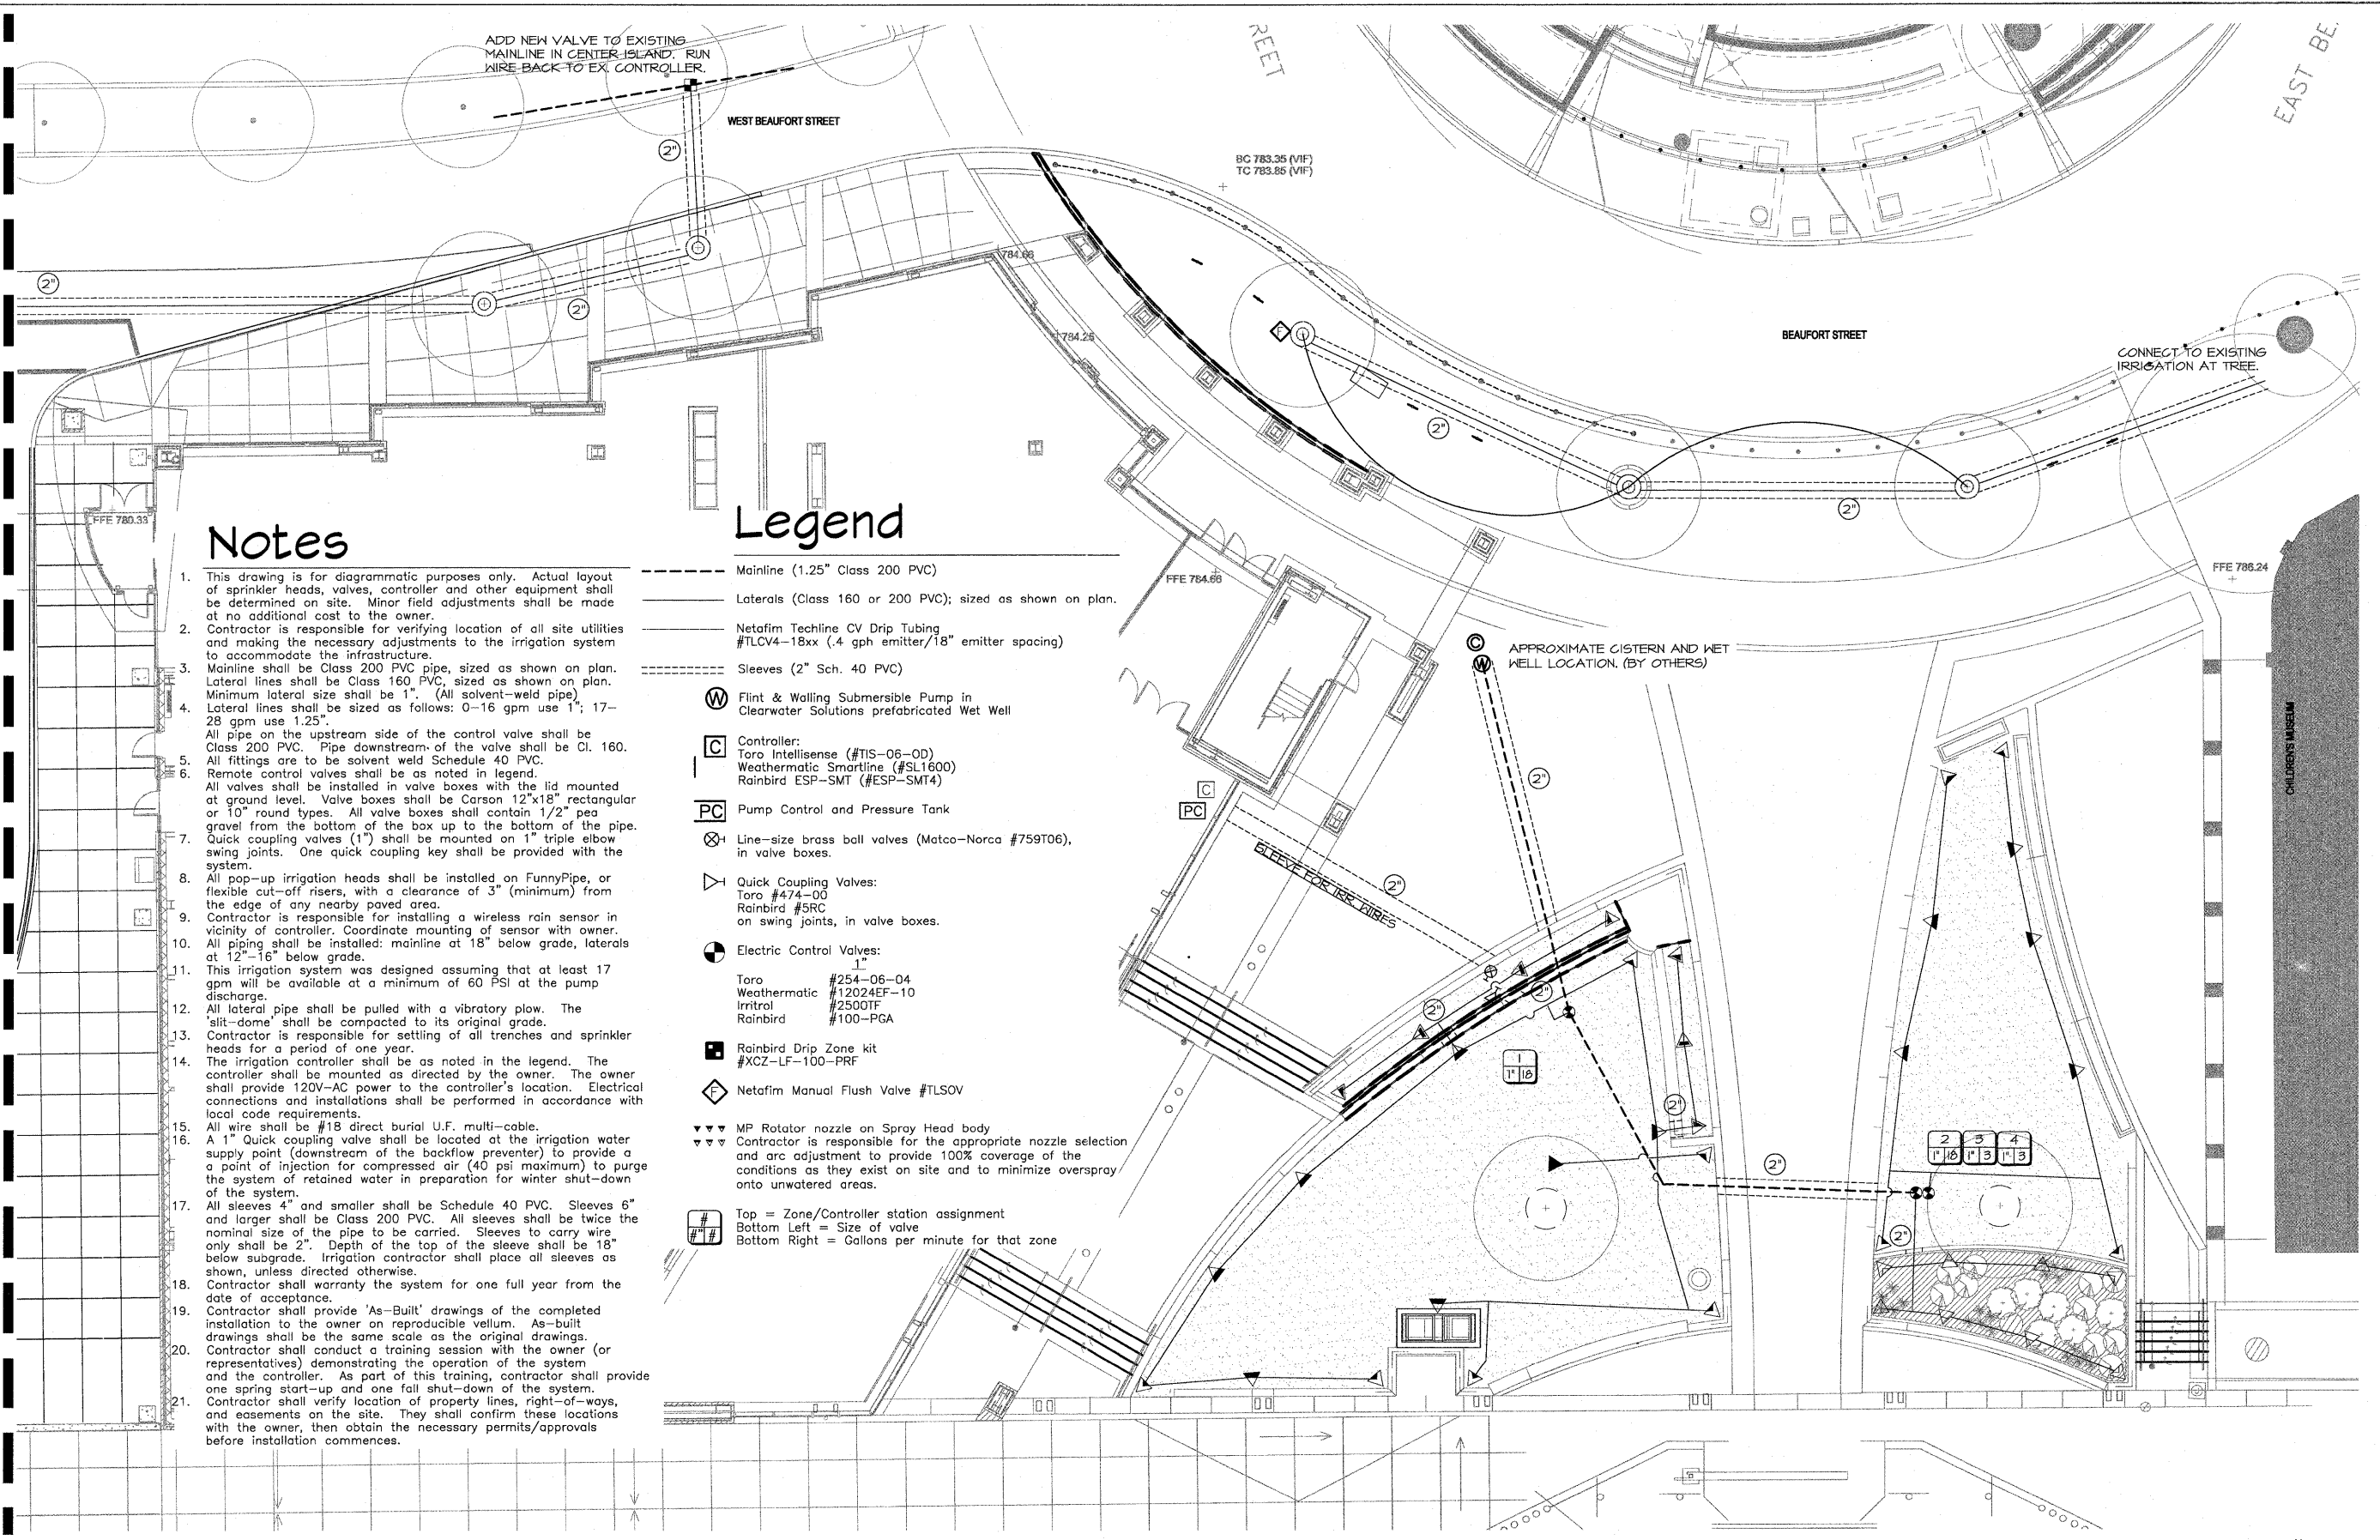 ADD NEW VALVE TO EXISTING
MAINLINE IN CENTER ISLAND. RUN
WIRE BACK TO EX. CONTROLLER.
WEST BEAUFORT STREET
2"
BC 783.35 (VIF)
TC 783.85 (VIF)
EAST BE
784.66
2"
2"
784.25
F
BEAUFORT STREET
CONNECT TO EXISTING
IRRIGATION AT TREE.
2"
2"
FFE 780.33
FFE 784.66
FFE 786.24
CHILDREN'S MUSEUM
Notes
1. This drawing is for diagrammatic purposes only. Actual layout
of sprinkler heads, valves, controller and other equipment shall
be determined on site. Minor field adjustments shall be made
at no additional cost to the owner.
2. Contractor is responsible for verifying location of all site utilities
and making the necessary adjustments to the irrigation system
to accommodate the infrastructure.
3. Mainline shall be Class 200 PVC pipe, sized as shown on plan.
Lateral lines shall be Class 160 PVC, sized as shown on plan.
Minimum lateral size shall be 1". (All solvent-weld pipe)
4. Lateral lines shall be sized as follows: 0-16 gpm use 1"; 17-
28 gpm use 1.25".
All pipe on the upstream side of the control valve shall be
Class 200 PVC. Pipe downstream of the valve shall be Cl. 160.
5. All fittings are to be solvent weld Schedule 40 PVC.
6. Remote control valves shall be as noted in legend.
All valves shall be installed in valve boxes with the lid mounted
at ground level. Valve boxes shall be Carson 12"x18" rectangular
or 10" round types. All valve boxes shall contain 1/2" pea
gravel from the bottom of the box up to the bottom of the pipe.
7. Quick coupling valves (1") shall be mounted on 1" triple elbow
swing joints. One quick coupling key shall be provided with the
system.
8. All pop-up irrigation heads shall be installed on FunnyPipe, or
flexible cut-off risers, with a clearance of 3" (minimum) from
the edge of any nearby paved area.
9. Contractor is responsible for installing a wireless rain sensor in
vicinity of controller. Coordinate mounting of sensor with owner.
10. All piping shall be installed: mainline at 18" below grade, laterals
at 12"-16" below grade.
11. This irrigation system was designed assuming that at least 17
gpm will be available at a minimum of 60 PSI at the pump
discharge.
12. All lateral pipe shall be pulled with a vibratory plow. The
'slit-dome' shall be compacted to its original grade.
13. Contractor is responsible for settling of all trenches and sprinkler
heads for a period of one year.
14. The irrigation controller shall be as noted in the legend. The
controller shall be mounted as directed by the owner. The owner
shall provide 120V-AC power to the controller's location. Electrical
connections and installations shall be performed in accordance with
local code requirements.
15. All wire shall be #18 direct burial U.F. multi-cable.
16. A 1" Quick coupling valve shall be located at the irrigation water
supply point (downstream of the backflow preventer) to provide a
a point of injection for compressed air (40 psi maximum) to purge
the system of retained water in preparation for winter shut-down
of the system.
17. All sleeves 4" and smaller shall be Schedule 40 PVC. Sleeves 6"
and larger shall be Class 200 PVC. All sleeves shall be twice the
nominal size of the pipe to be carried. Sleeves to carry wire
only shall be 2". Depth of the top of the sleeve shall be 18"
below subgrade. Irrigation contractor shall place all sleeves as
shown, unless directed otherwise.
18. Contractor shall warranty the system for one full year from the
date of acceptance.
19. Contractor shall provide 'As-Built' drawings of the completed
installation to the owner on reproducible vellum. As-built
drawings shall be the same scale as the original drawings.
20. Contractor shall conduct a training session with the owner (or
representatives) demonstrating the operation of the system
and the controller. As part of this training, contractor shall provide
one spring start-up and one fall shut-down of the system.
21. Contractor shall verify location of property lines, right-of-ways,
and easements on the site. They shall confirm these locations
with the owner, then obtain the necessary permits/approvals
before installation commences.
Legend
Mainline (1.25" Class 200 PVC)
Laterals (Class 160 or 200 PVC); sized as shown on plan.
Netafim Techline CV Drip Tubing
#TLCV4-18xx (.4 gph emitter/18" emitter spacing)
Sleeves (2" Sch. 40 PVC)
W Flint & Walling Submersible Pump in
Clearwater Solutions prefabricated Wet Well
C Controller:
Toro Intellisense (#TIS-06-OD)
Weathermatic Smartline (#SL1600)
Rainbird ESP-SMT (#ESP-SMT4)
PC Pump Control and Pressure Tank
Line-size brass ball valves (Matco-Norca #759T06),
in valve boxes.
Quick Coupling Valves:
Toro #474-00
Rainbird #5RC
on swing joints, in valve boxes.
Electric Control Valves:
1"
Toro #254-06-04
Weathermatic #12024EF-10
Irritrol #2500TF
Rainbird #100-PGA
Rainbird Drip Zone kit
#XCZ-LF-100-PRF
F Netafim Manual Flush Valve #TLSOV
MP Rotator nozzle on Spray Head body
Contractor is responsible for the appropriate nozzle selection
and arc adjustment to provide 100% coverage of the
conditions as they exist on site and to minimize overspray
onto unwatered areas.
# #" # Top = Zone/Controller station assignment
Bottom Left = Size of valve
Bottom Right = Gallons per minute for that zone
C
W
APPROXIMATE CISTERN AND WET
WELL LOCATION. (BY OTHERS)
2"
C
PC
SLEEVE FOR IRR. WIRES
2"
2"
2"
1
1" 18
2"
2 3 4
1" 18 1" 3 1" 3
2"
2"